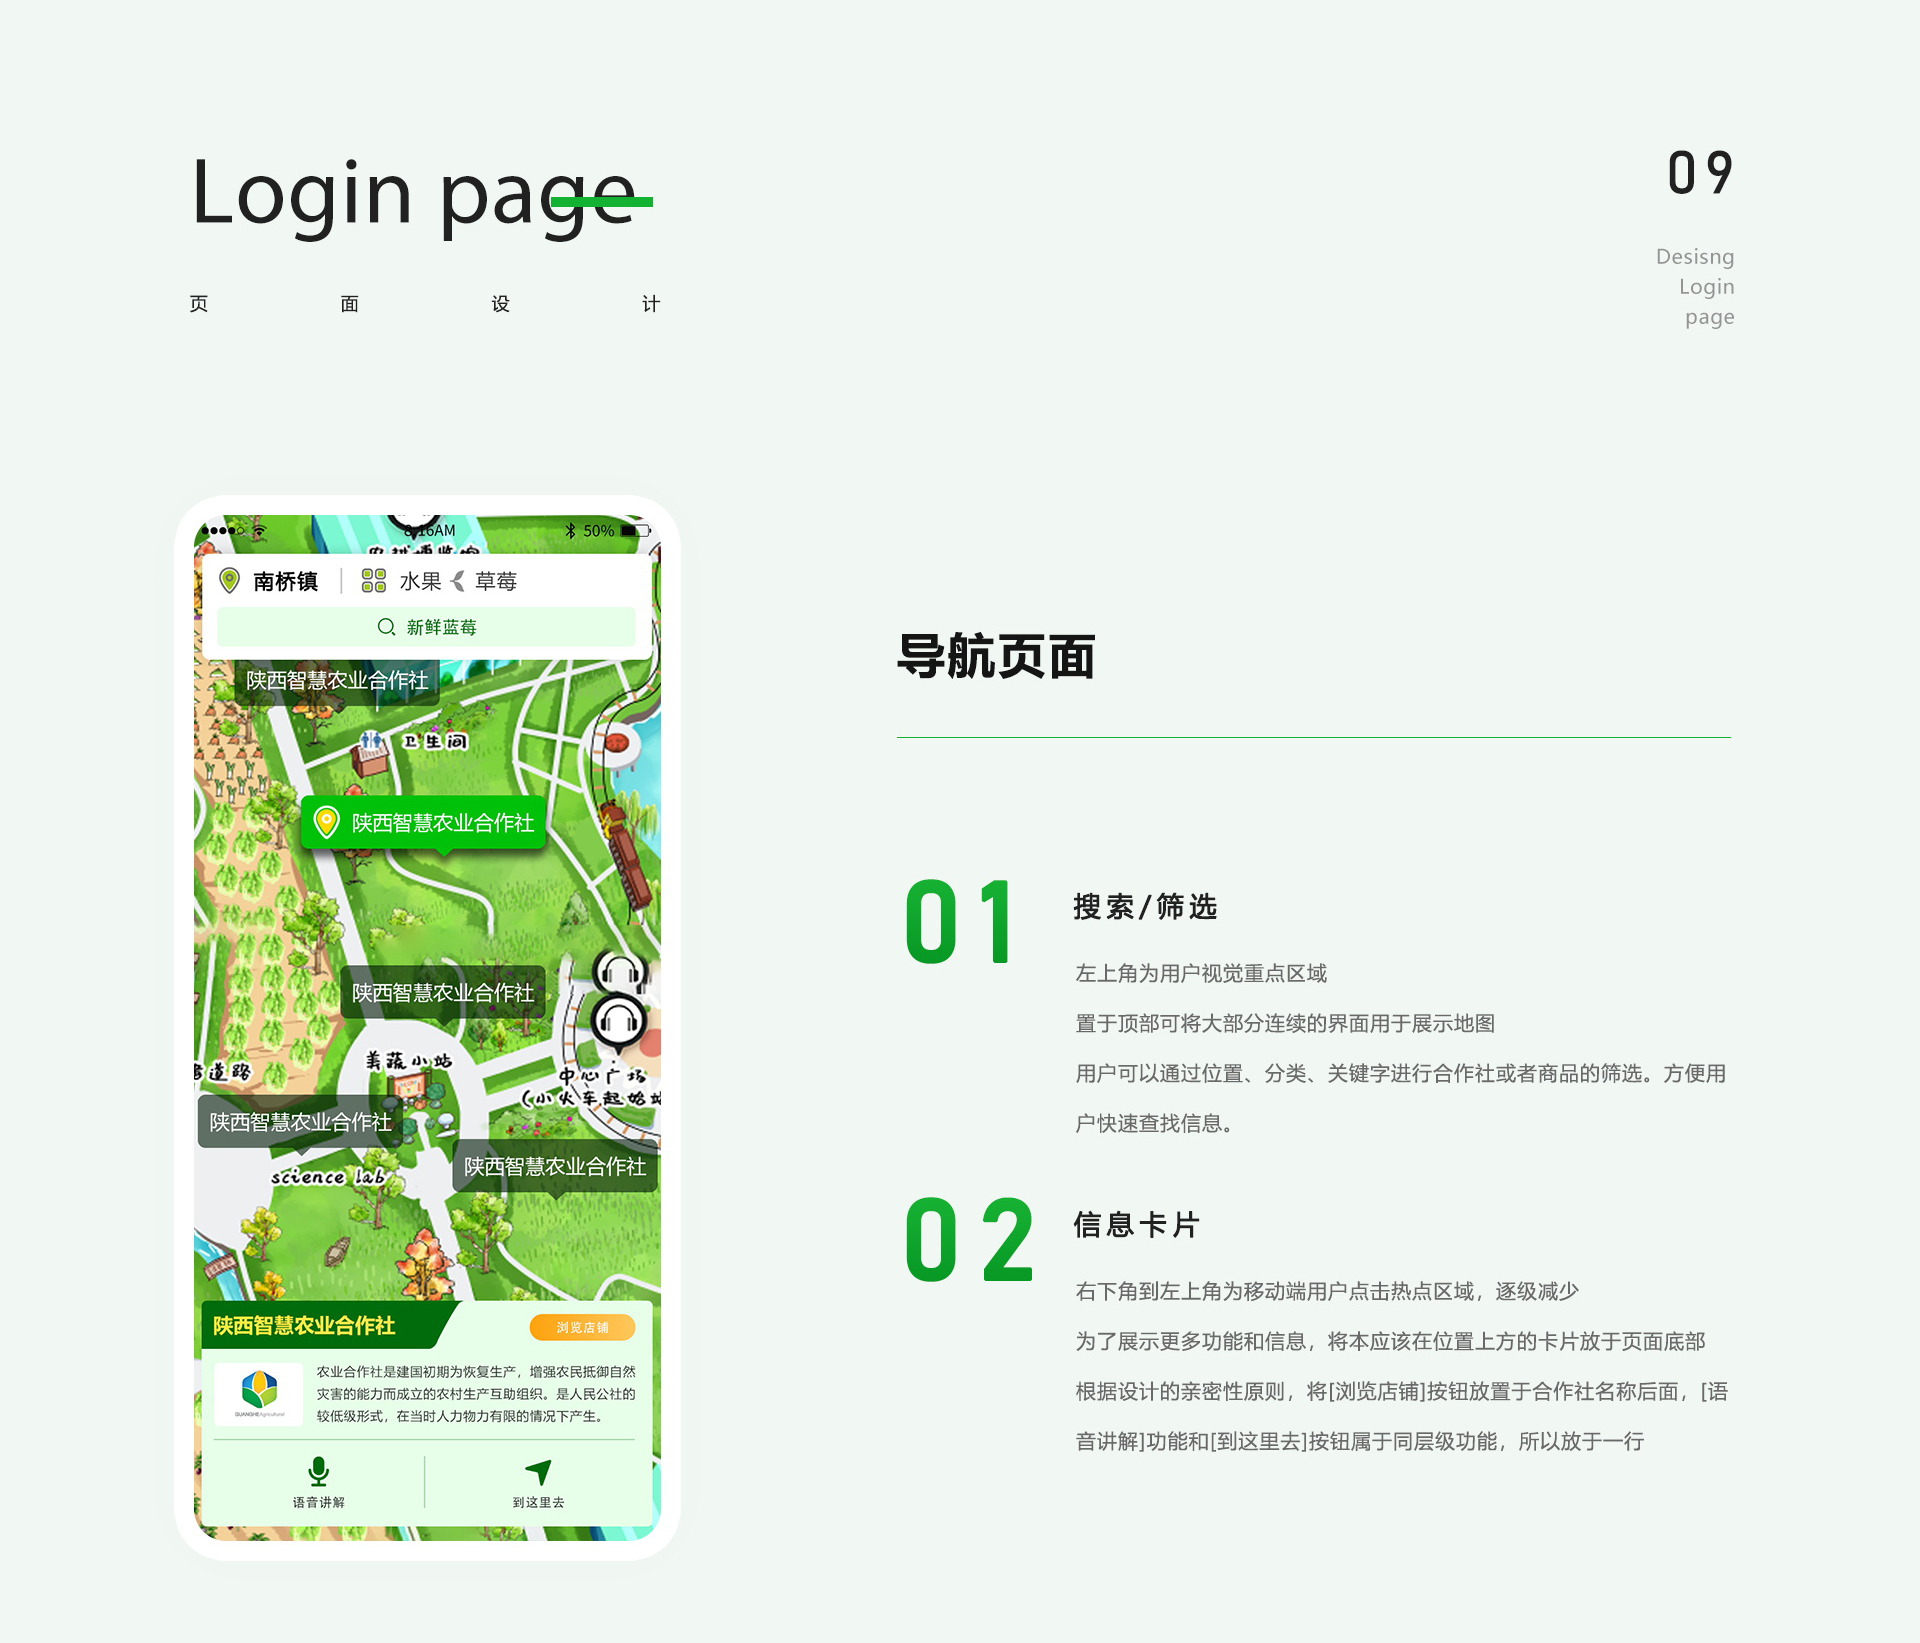 Login page
09
Desisng
Login
page
页面设计
8:16AM
50%
南桥镇
水果
草莓
新鲜蓝莓
陕西智慧农业合作社
卫生间
陕西智慧农业合作社
陕西智慧农业合作社
美蔬小站
道路
中心广场
(小火车起始站
陕西智慧农业合作社
陕西智慧农业合作社
science lab
陕西智慧农业合作社
浏览店铺
农业合作社是建国初期为恢复生产，增强农民抵御自然
灾害的能力而成立的农村生产互助组织。是人民公社的
较低级形式，在当时人力物力有限的情况下产生。
GUANGHEAgricultural
语音讲解
到这里去
导航页面
01
搜索/筛选
左上角为用户视觉重点区域
置于顶部可将大部分连续的界面用于展示地图
用户可以通过位置、分类、关键字进行合作社或者商品的筛选。方便用
户快速查找信息。
02
信息卡片
右下角到左上角为移动端用户点击热点区域，逐级减少
为了展示更多功能和信息，将本应该在位置上方的卡片放于页面底部
根据设计的亲密性原则，将[浏览店铺]按钮放置于合作社名称后面，[语
音讲解]功能和[到这里去]按钮属于同层级功能，所以放于一行